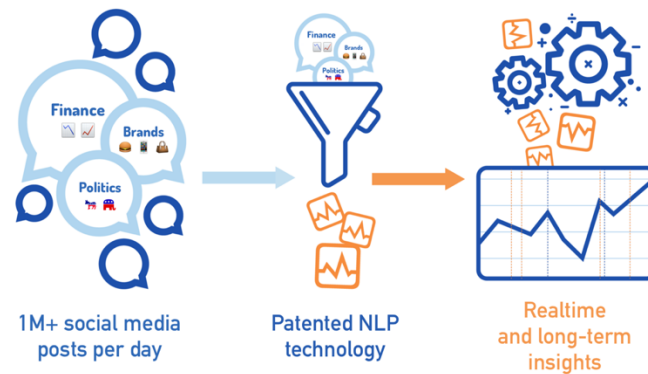 Finance
Brands
Politics
Finance
Brands
Politics
1M+ social media
posts per day
Patented NLP
technology
Realtime
and long-term
insights